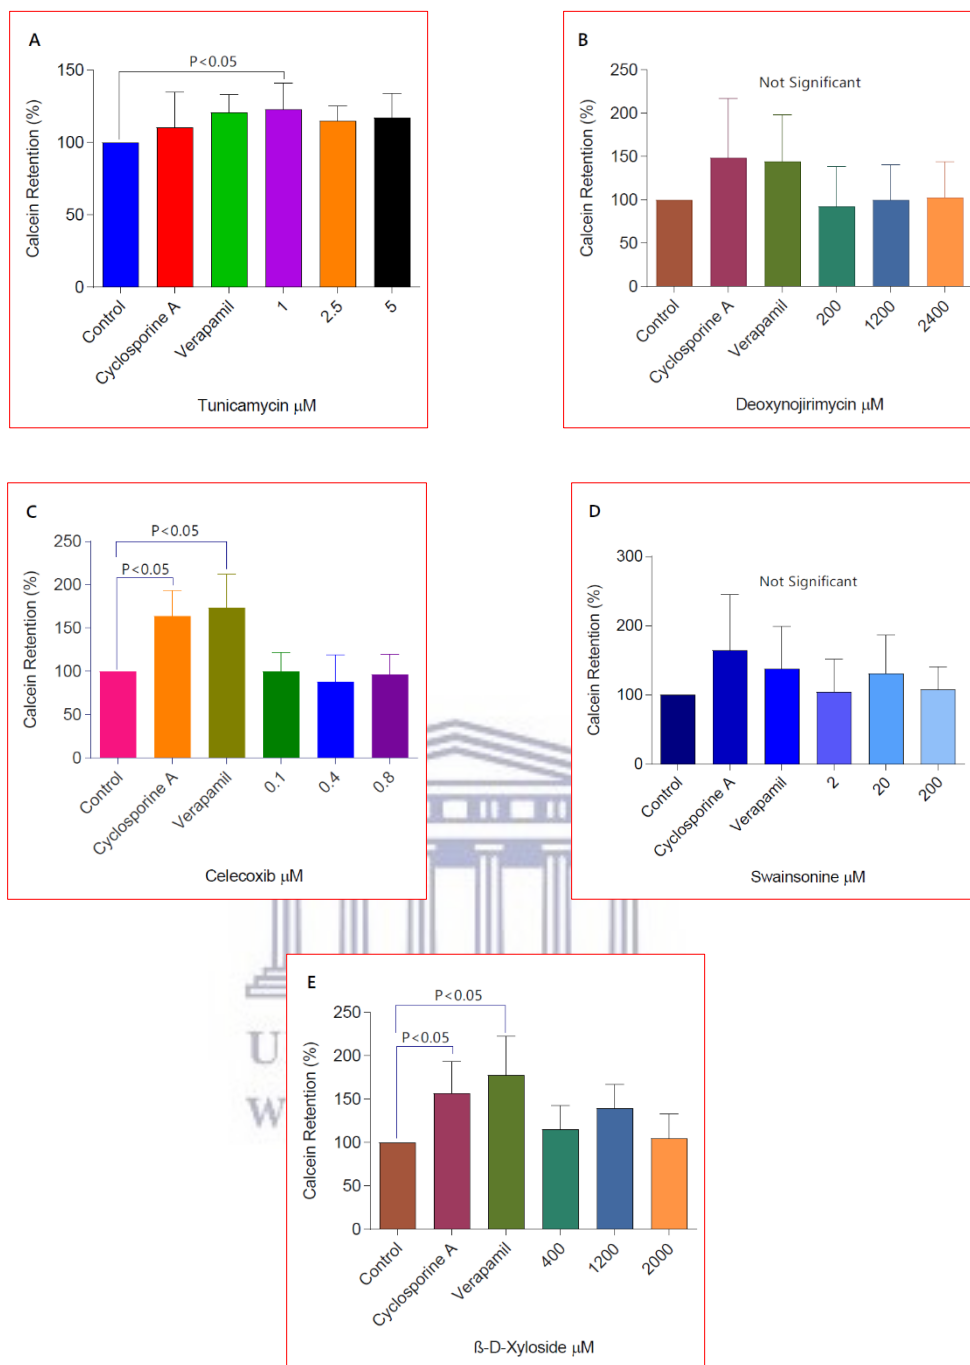 A
P<0.05
Calcein Retention (%)
150
100
50
0
Control
Cyclosporine A
Verapamil
1
2.5
5
Tunicamycin µM
B
Not Significant
Calcein Retention (%)
250
200
150
100
50
0
Control
Cyclosporine A
Verapamil
200
1200
2400
Deoxynojirimycin µM
C
P<0.05
P<0.05
Calcein Retention (%)
250
200
150
100
50
0
Control
Cyclosporine A
Verapamil
0.1
0.4
0.8
Celecoxib µM
D
Not Significant
Calcein Retention (%)
300
200
100
0
Control
Cyclosporine A
Verapamil
2
20
200
Swainsonine µM
E
P<0.05
P<0.05
Calcein Retention (%)
250
200
150
100
50
0
Control
Cyclosporine A
Verapamil
400
1200
2000
ß-D-Xyloside µM
U
W